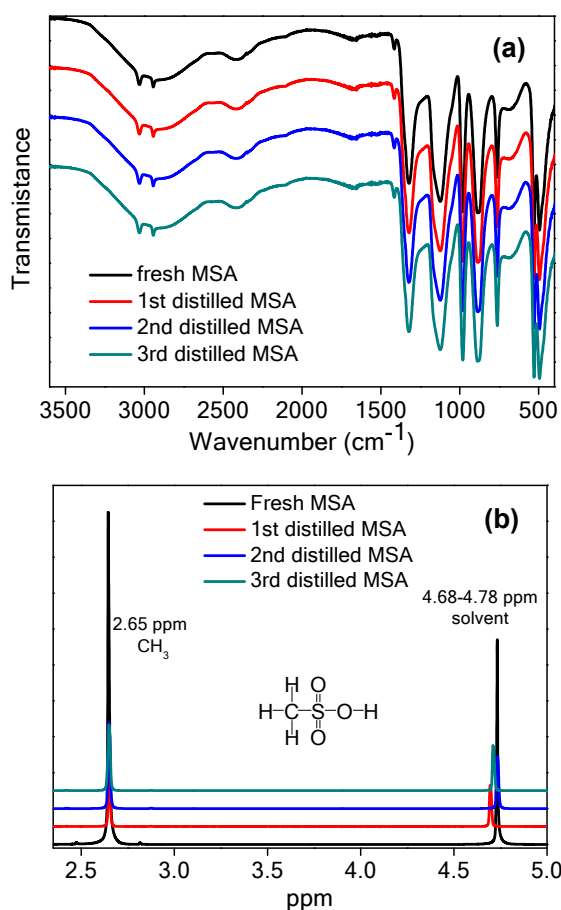 (a)
Transmistance
fresh MSA
1st distilled MSA
2nd distilled MSA
3rd distilled MSA
3500 3000 2500 2000 1500 1000 500
Wavenumber (cm⁻¹)
(b)
Fresh MSA
1st distilled MSA
2nd distilled MSA
3rd distilled MSA
2.65 ppm
CH₃
4.68-4.78 ppm
solvent
H O
H C S O H
H O
2.5 3.0 3.5 4.0 4.5 5.0
ppm